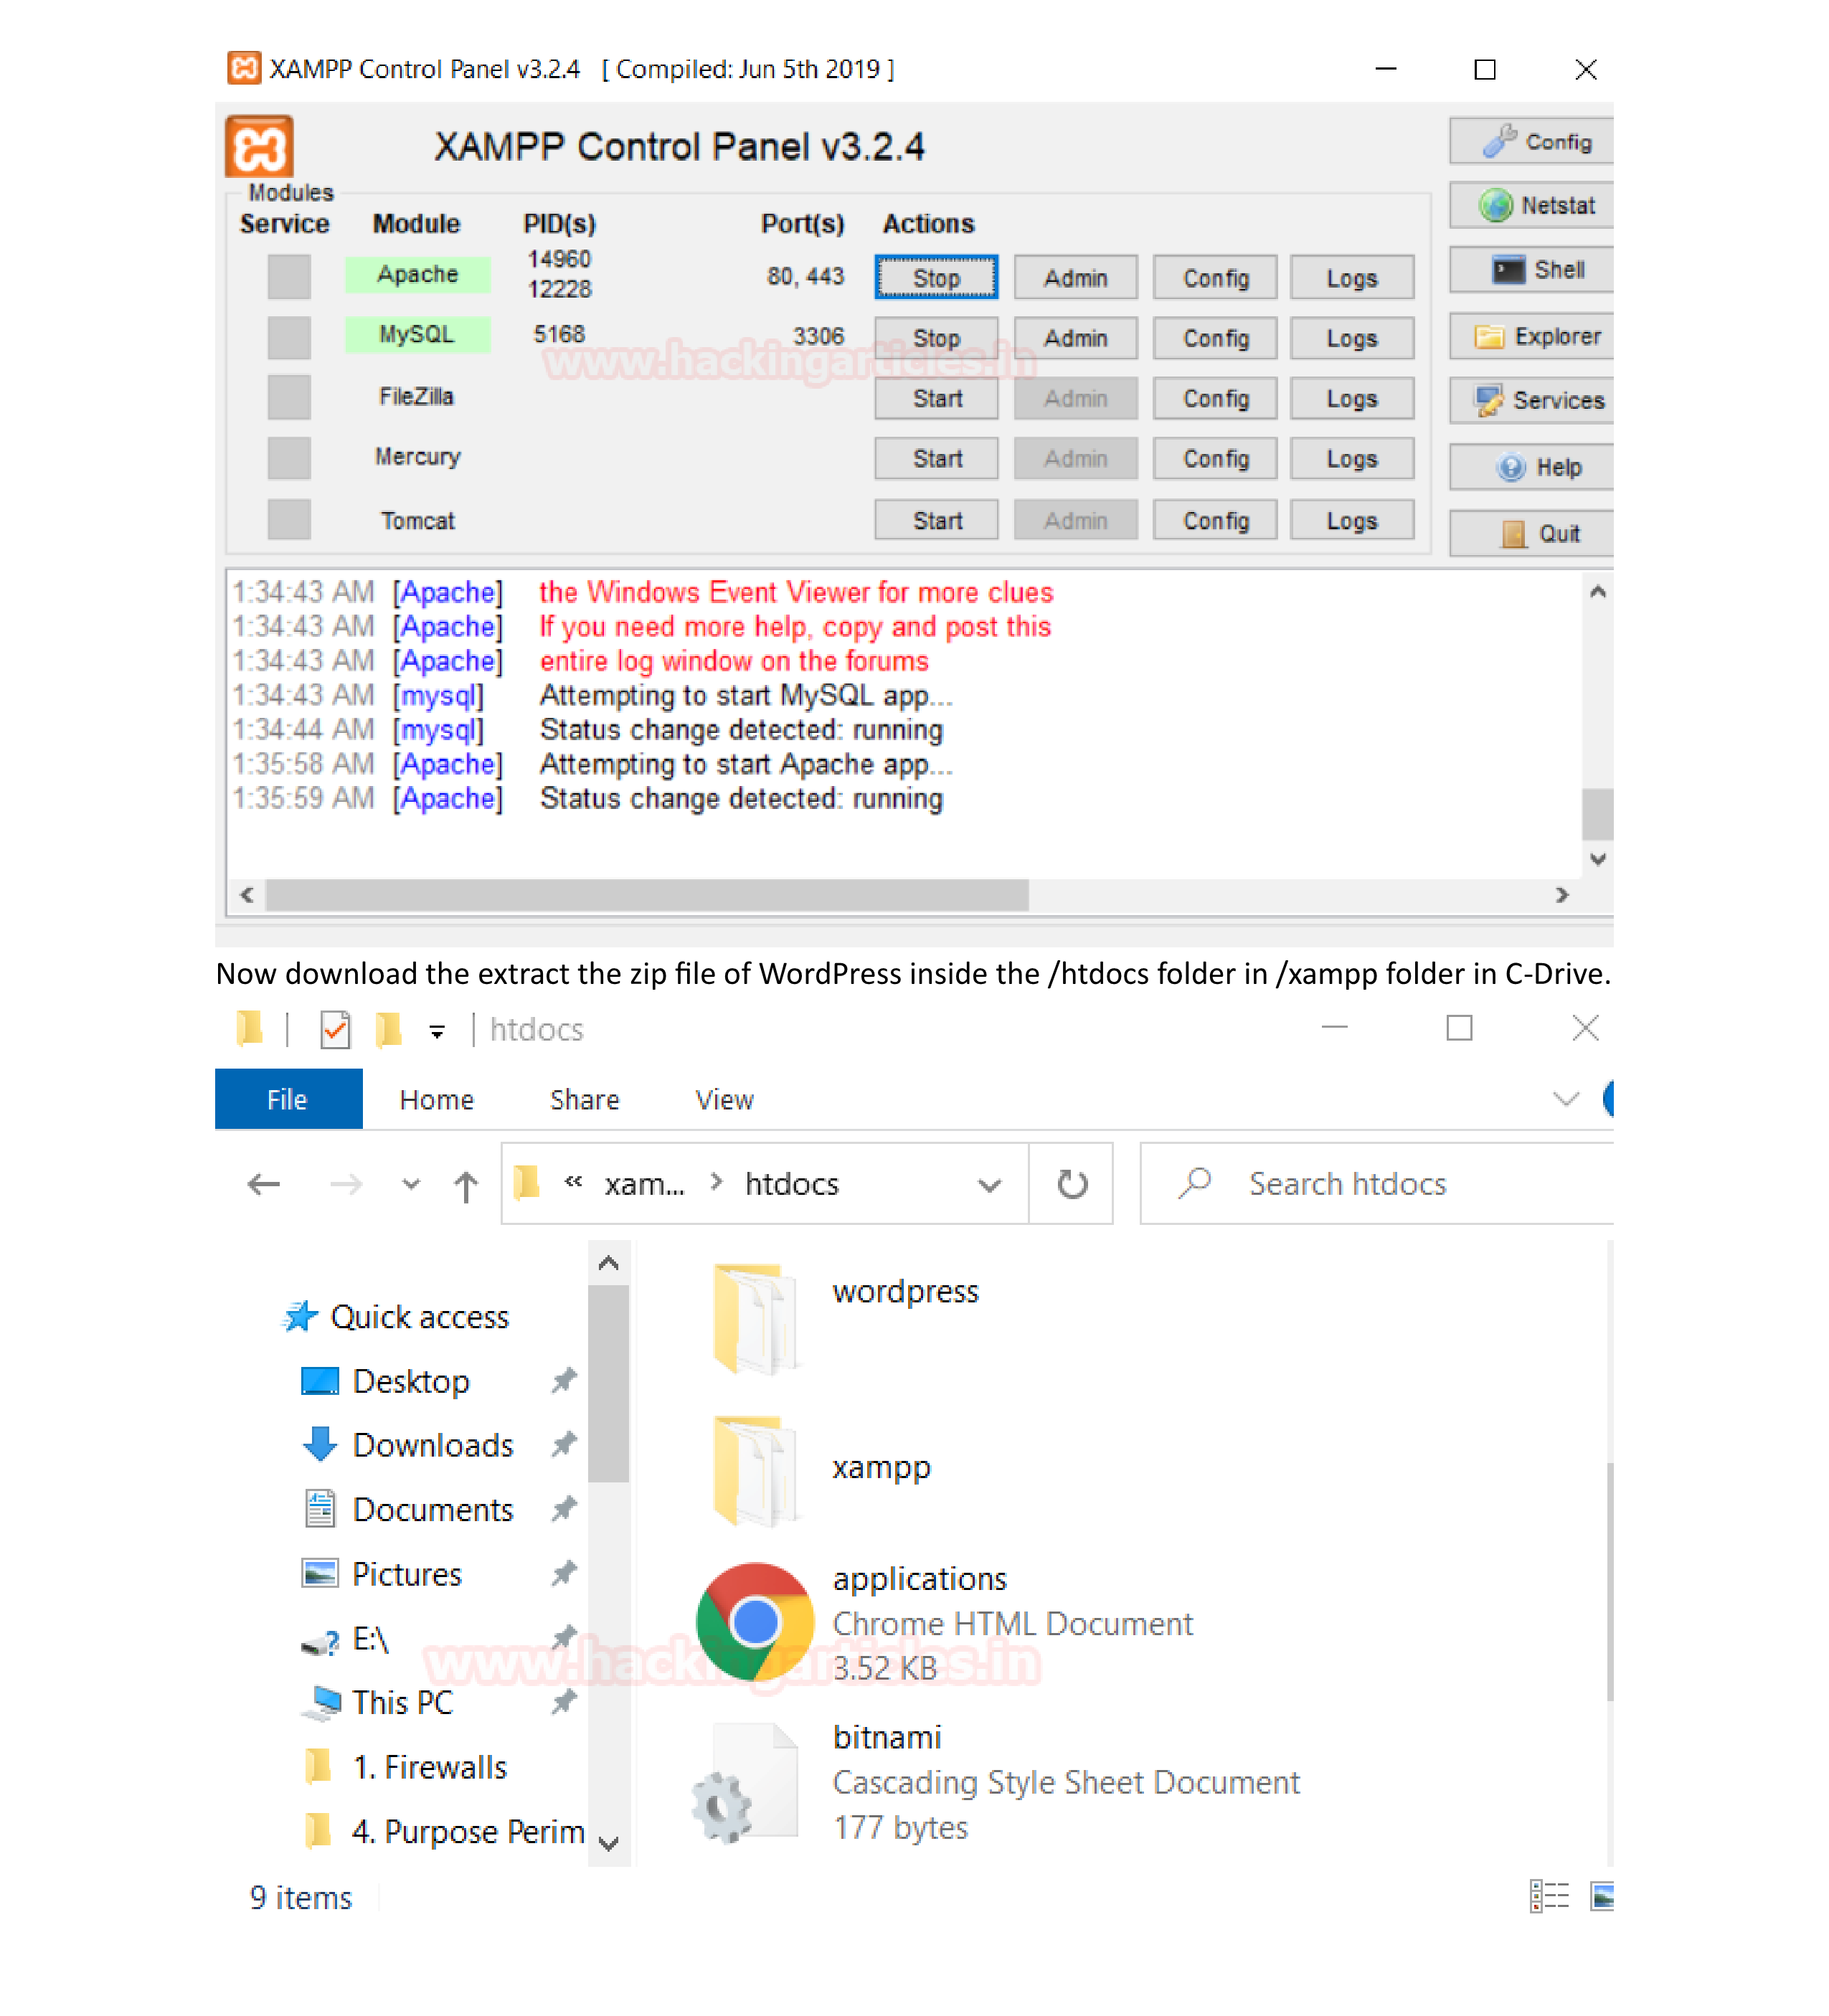 XAMPP Control Panel v3.2.4 [ Compiled: Jun 5th 2019 ]
XAMPP Control Panel v3.2.4
Config
Modules
Service Module PID(s) Port(s) Actions
Netstat
Apache 14960 12228 80, 443 Stop Admin Config Logs
Shell
MySQL 5168 3306 Stop Admin Config Logs
www.hackingarticles.in
Explorer
FileZilla Start Admin Config Logs
Services
Mercury Start Admin Config Logs
Help
Tomcat Start Admin Config Logs
Quit
1:34:43 AM [Apache] the Windows Event Viewer for more clues
1:34:43 AM [Apache] If you need more help, copy and post this
1:34:43 AM [Apache] entire log window on the forums
1:34:43 AM [mysql] Attempting to start MySQL app...
1:34:44 AM [mysql] Status change detected: running
1:35:58 AM [Apache] Attempting to start Apache app...
1:35:59 AM [Apache] Status change detected: running
Now download the extract the zip file of WordPress inside the /htdocs folder in /xampp folder in C-Drive.
htdocs
File Home Share View
« xam... > htdocs
Search htdocs
Quick access
Desktop
Downloads
Documents
Pictures
E:\
This PC
1. Firewalls
4. Purpose Perim
wordpress
xampp
applications
Chrome HTML Document
3.52 KB
www.hackingarticles.in
bitnami
Cascading Style Sheet Document
177 bytes
9 items